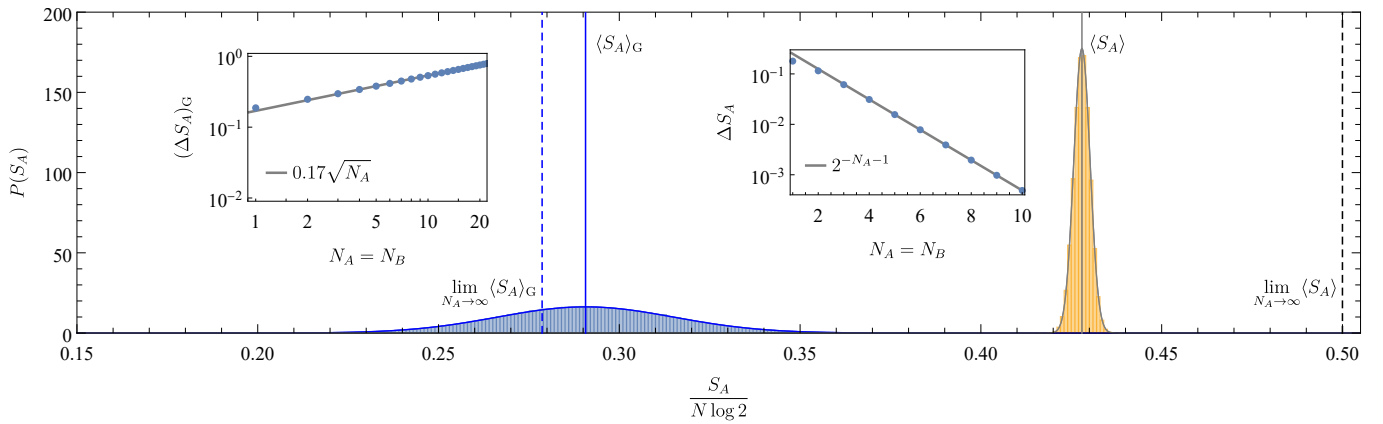 200
150
100
50
0
P(S_A)
⟨S_A⟩_G
⟨S_A⟩
10^0
10^{-1}
10^{-2}
(ΔS_A)_G
0.17√N_A
1 2 5 10 20
N_A = N_B
10^{-1}
10^{-2}
10^{-3}
ΔS_A
2^{-N_A-1}
2 4 6 8 10
N_A = N_B
lim_{N_A→∞} ⟨S_A⟩_G
lim_{N_A→∞} ⟨S_A⟩
0.15 0.20 0.25 0.30 0.35 0.40 0.45 0.50
S_A
N log 2